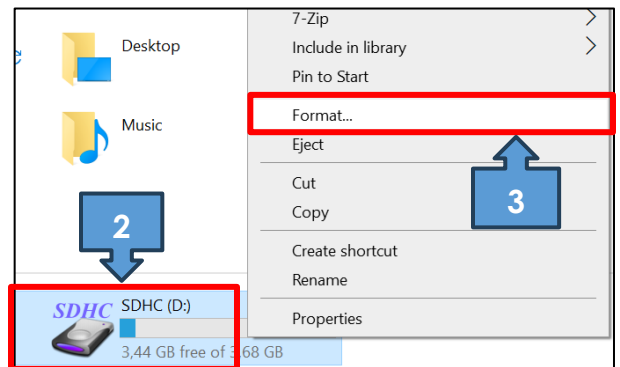 Desktop
Music
2
SDHC
SDHC (D:)
3,44 GB free of 3,68 GB
7-Zip
Include in library
Pin to Start
Format...
Eject
Cut
Copy
Create shortcut
Rename
Properties
3